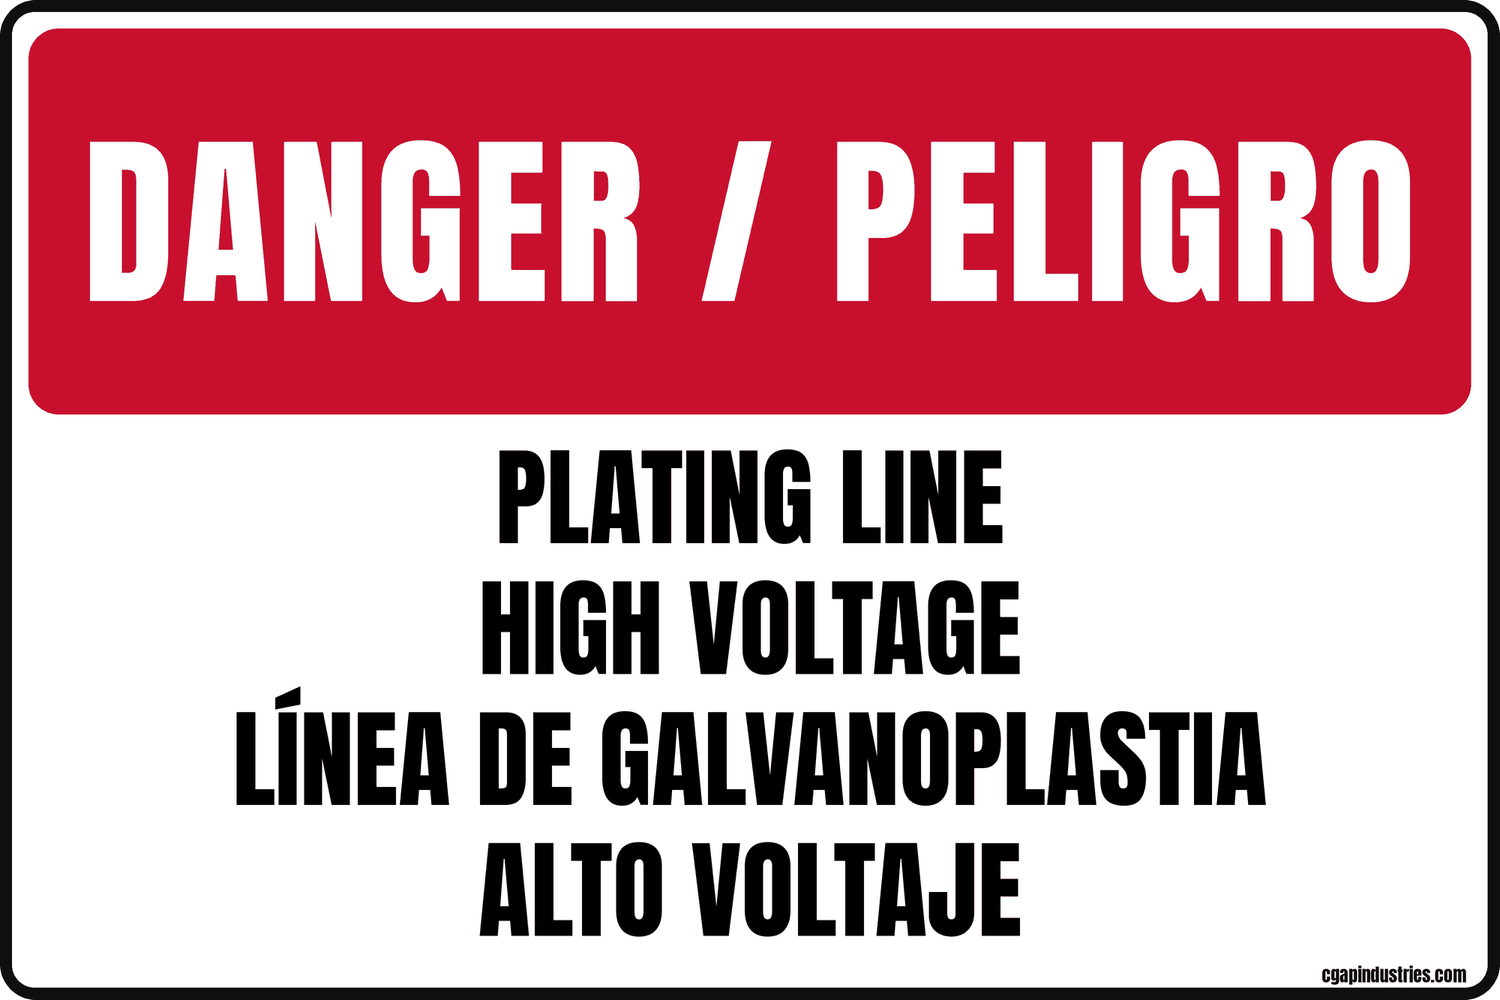 DANGER / PELIGRO
PLATING LINE
HIGH VOLTAGE
LÍNEA DE GALVANOPLASTIA
ALTO VOLTAJE
cgapindustries.com